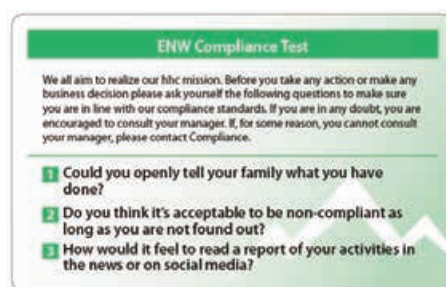 ENW Compliance Test
We all aim to realize our hhc mission. Before you take any action or make any
business decision please ask yourself the following questions to make sure
you are in line with our compliance standards. If you are in any doubt, you are
encouraged to consult your manager. If, for some reason, you cannot consult
your manager, please contact Compliance.
1 Could you openly tell your family what you have
done?
2 Do you think it's acceptable to be non-compliant as
long as you are not found out?
3 How would it feel to read a report of your activities in
the news or on social media?